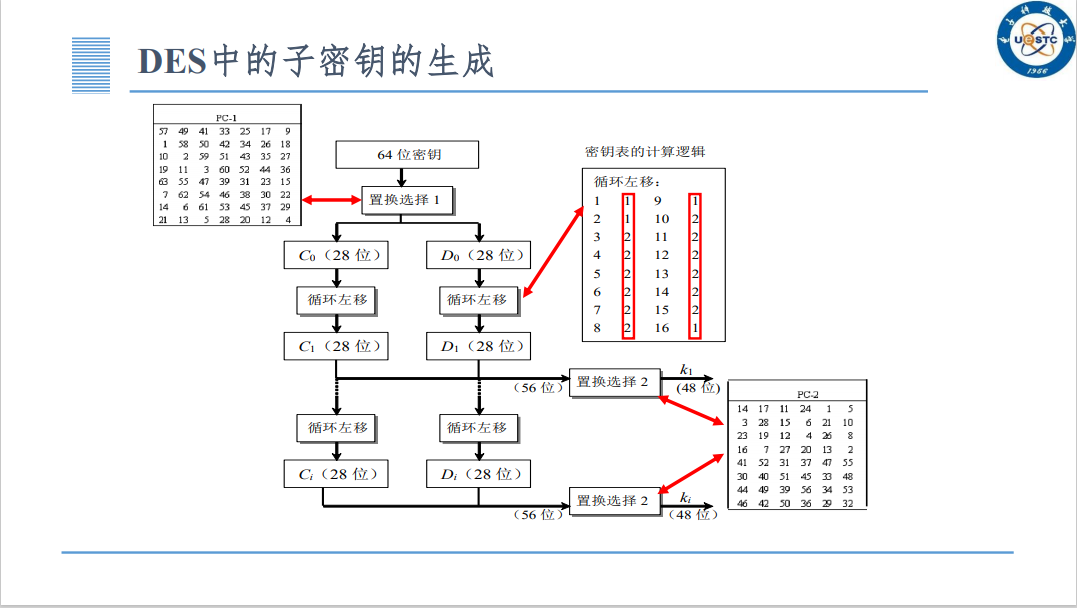 DES中的子密钥的生成
UESTC
1956
PC-1
57 49 41 33 25 17 9
1 58 50 42 34 26 18
10 2 59 51 43 35 27
19 11 3 60 52 44 36
63 55 47 39 31 23 15
7 62 54 46 38 30 22
14 6 61 53 45 37 29
21 13 5 28 20 12 4
64 位密钥
置换选择 1
C0（28 位）
D0（28 位）
循环左移
循环左移
C1（28 位）
D1（28 位）
密钥表的计算逻辑
循环左移：
1 1 9 1
2 1 10 2
3 2 11 2
4 2 12 2
5 2 13 2
6 2 14 2
7 2 15 2
8 2 16 1
（56 位）
置换选择 2
k1
（48 位）
循环左移
循环左移
Ci（28 位）
Di（28 位）
（56 位）
置换选择 2
ki
（48 位）
PC-2
14 17 11 24 1 5
3 28 15 6 21 10
23 19 12 4 26 8
16 7 27 20 13 2
41 52 31 37 47 55
30 40 51 45 33 48
44 49 39 56 34 53
46 42 50 36 29 32